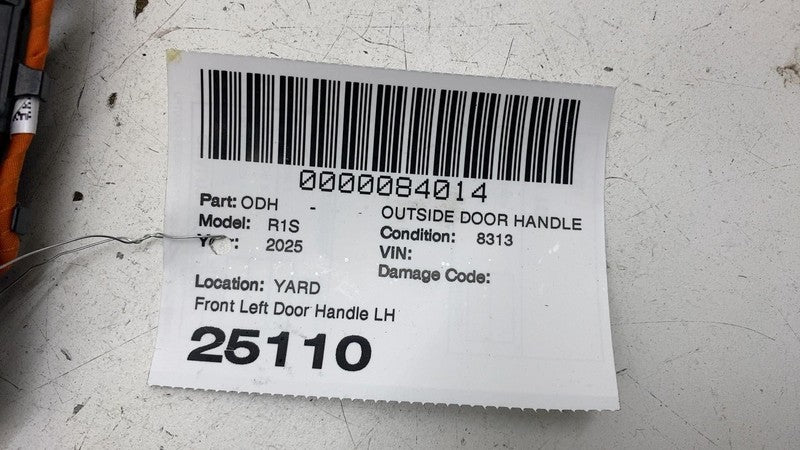 0000084014
Part: ODH - OUTSIDE DOOR HANDLE
Model: R1S Condition: 8313
Year: 2025 VIN:
Damage Code:
Location: YARD
Front Left Door Handle LH
25110